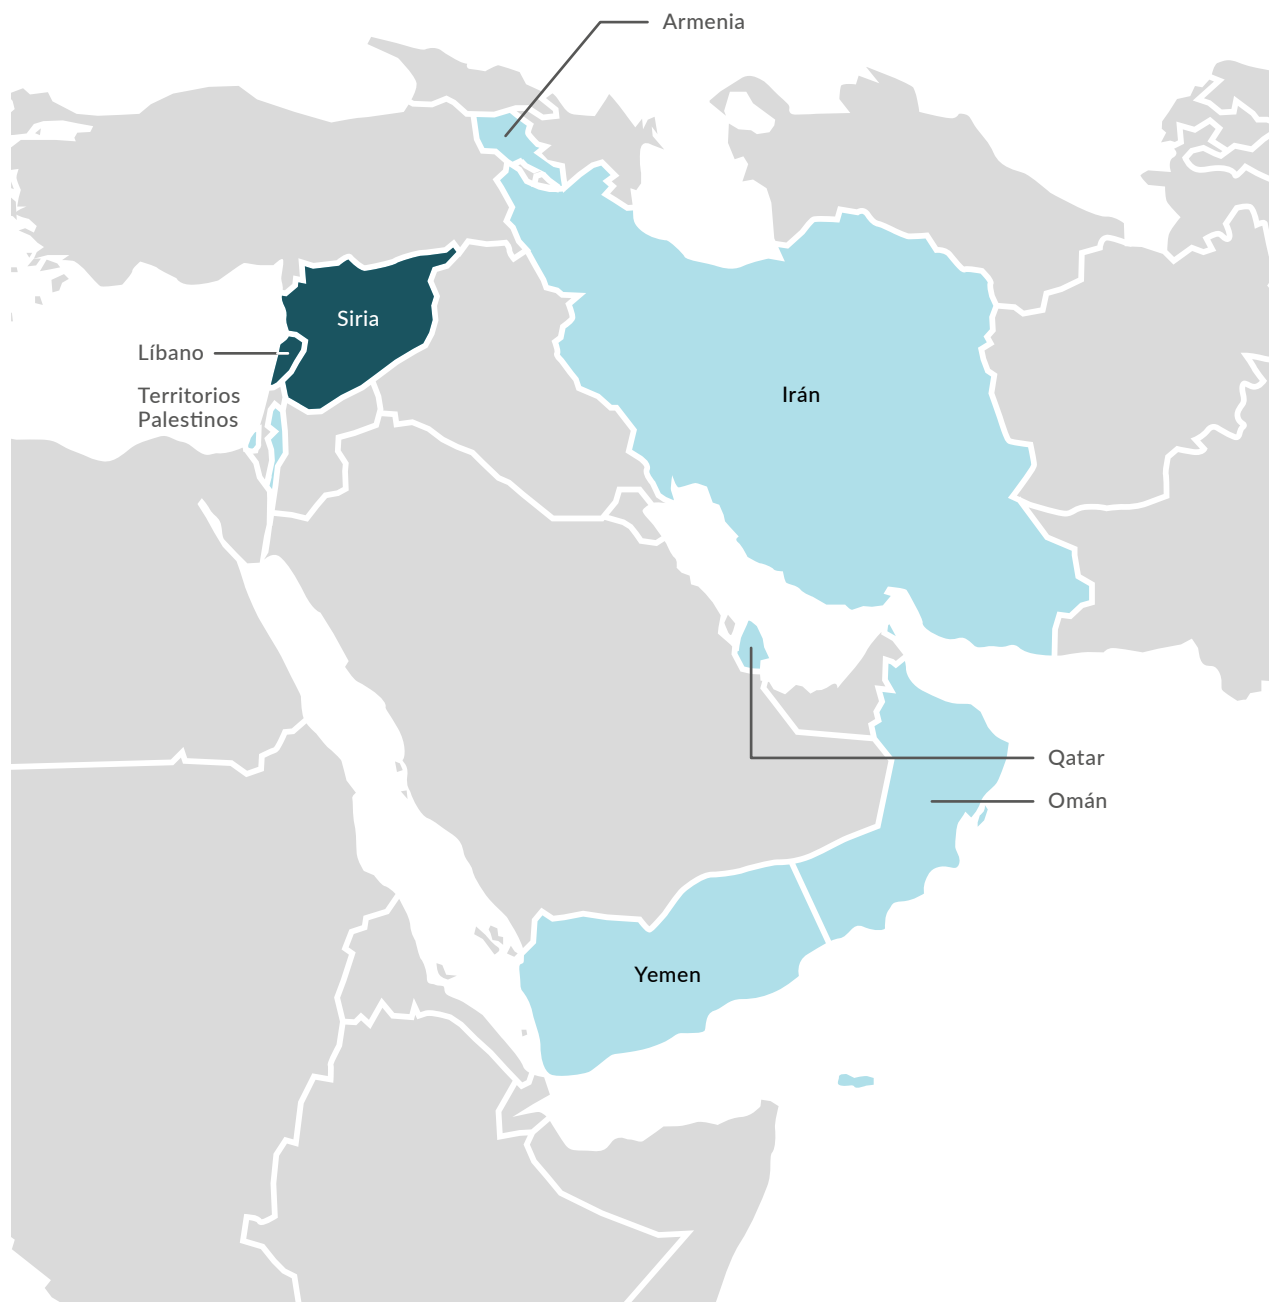 Armenia
Siria
Líbano
Territorios
Palestinos
Irán
Qatar
Omán
Yemen